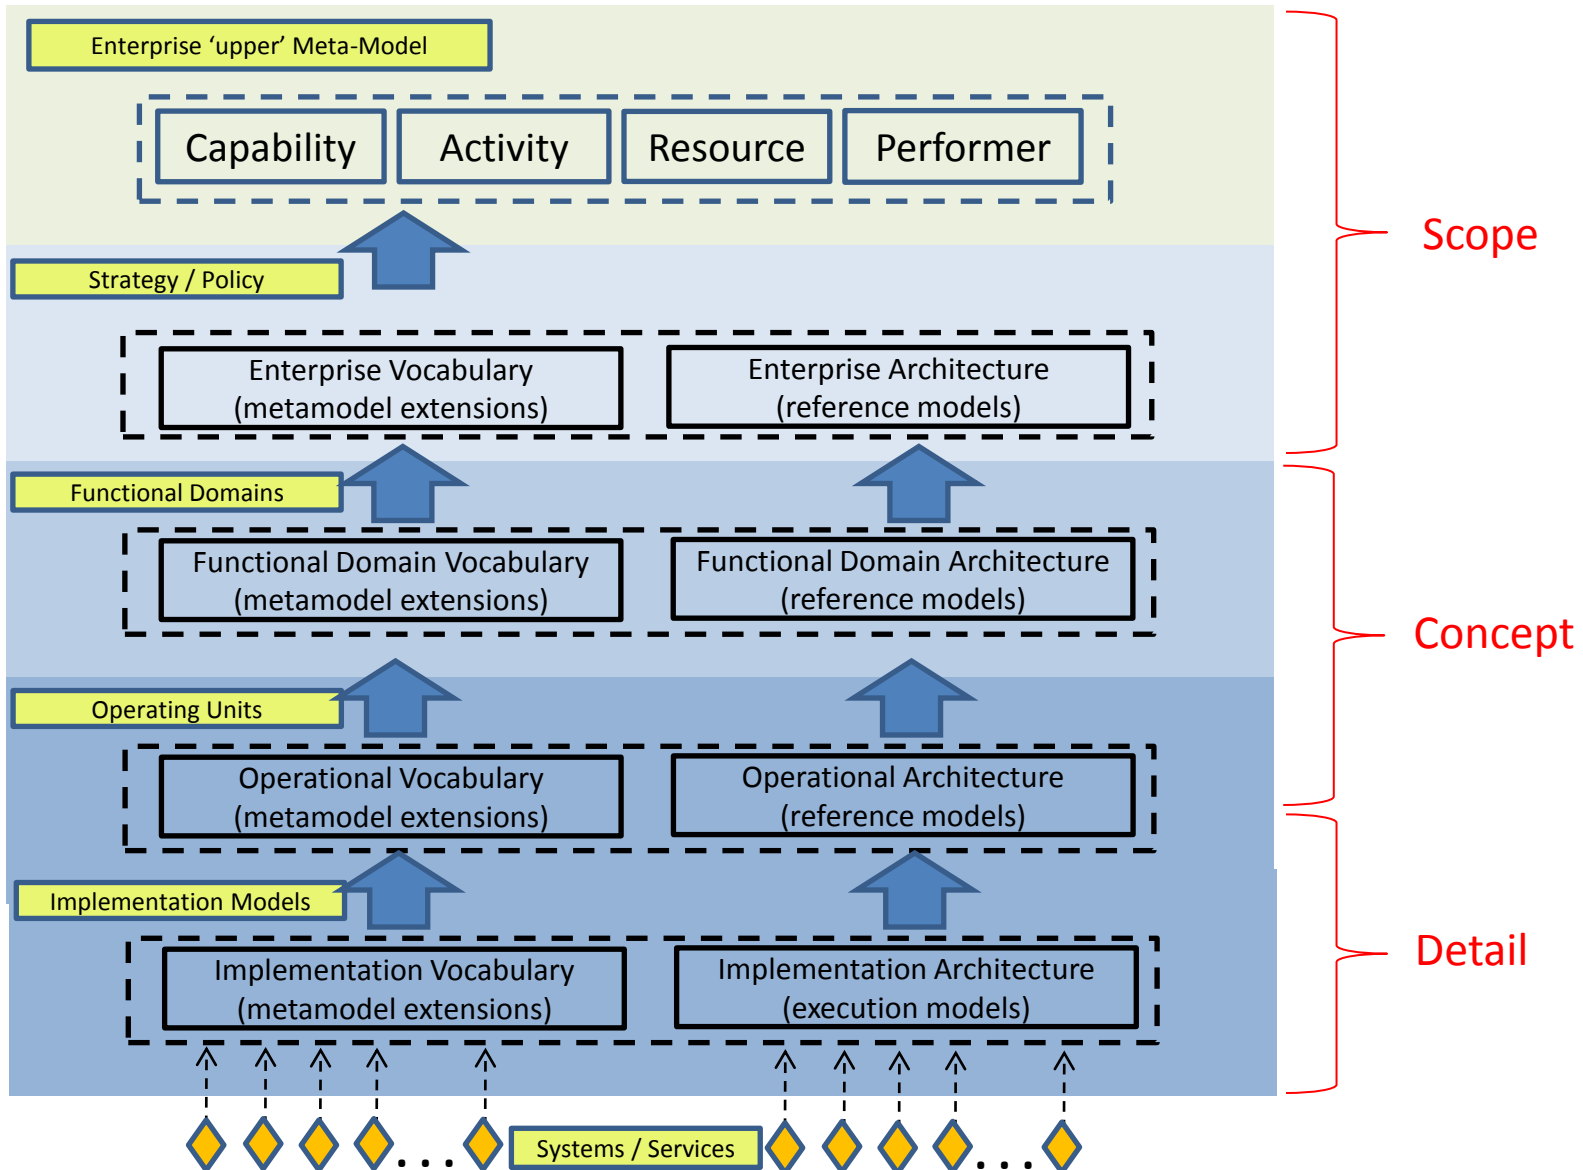 Enterprise ‘upper’ Meta-Model
Capability
Activity
Resource
Performer
Scope
Strategy / Policy
Enterprise Vocabulary
(metamodel extensions)
Enterprise Architecture
(reference models)
Functional Domains
Functional Domain Vocabulary
(metamodel extensions)
Functional Domain Architecture
(reference models)
Concept
Operating Units
Operational Vocabulary
(metamodel extensions)
Operational Architecture
(reference models)
Implementation Models
Implementation Vocabulary
(metamodel extensions)
Implementation Architecture
(execution models)
Detail
...
Systems / Services
...